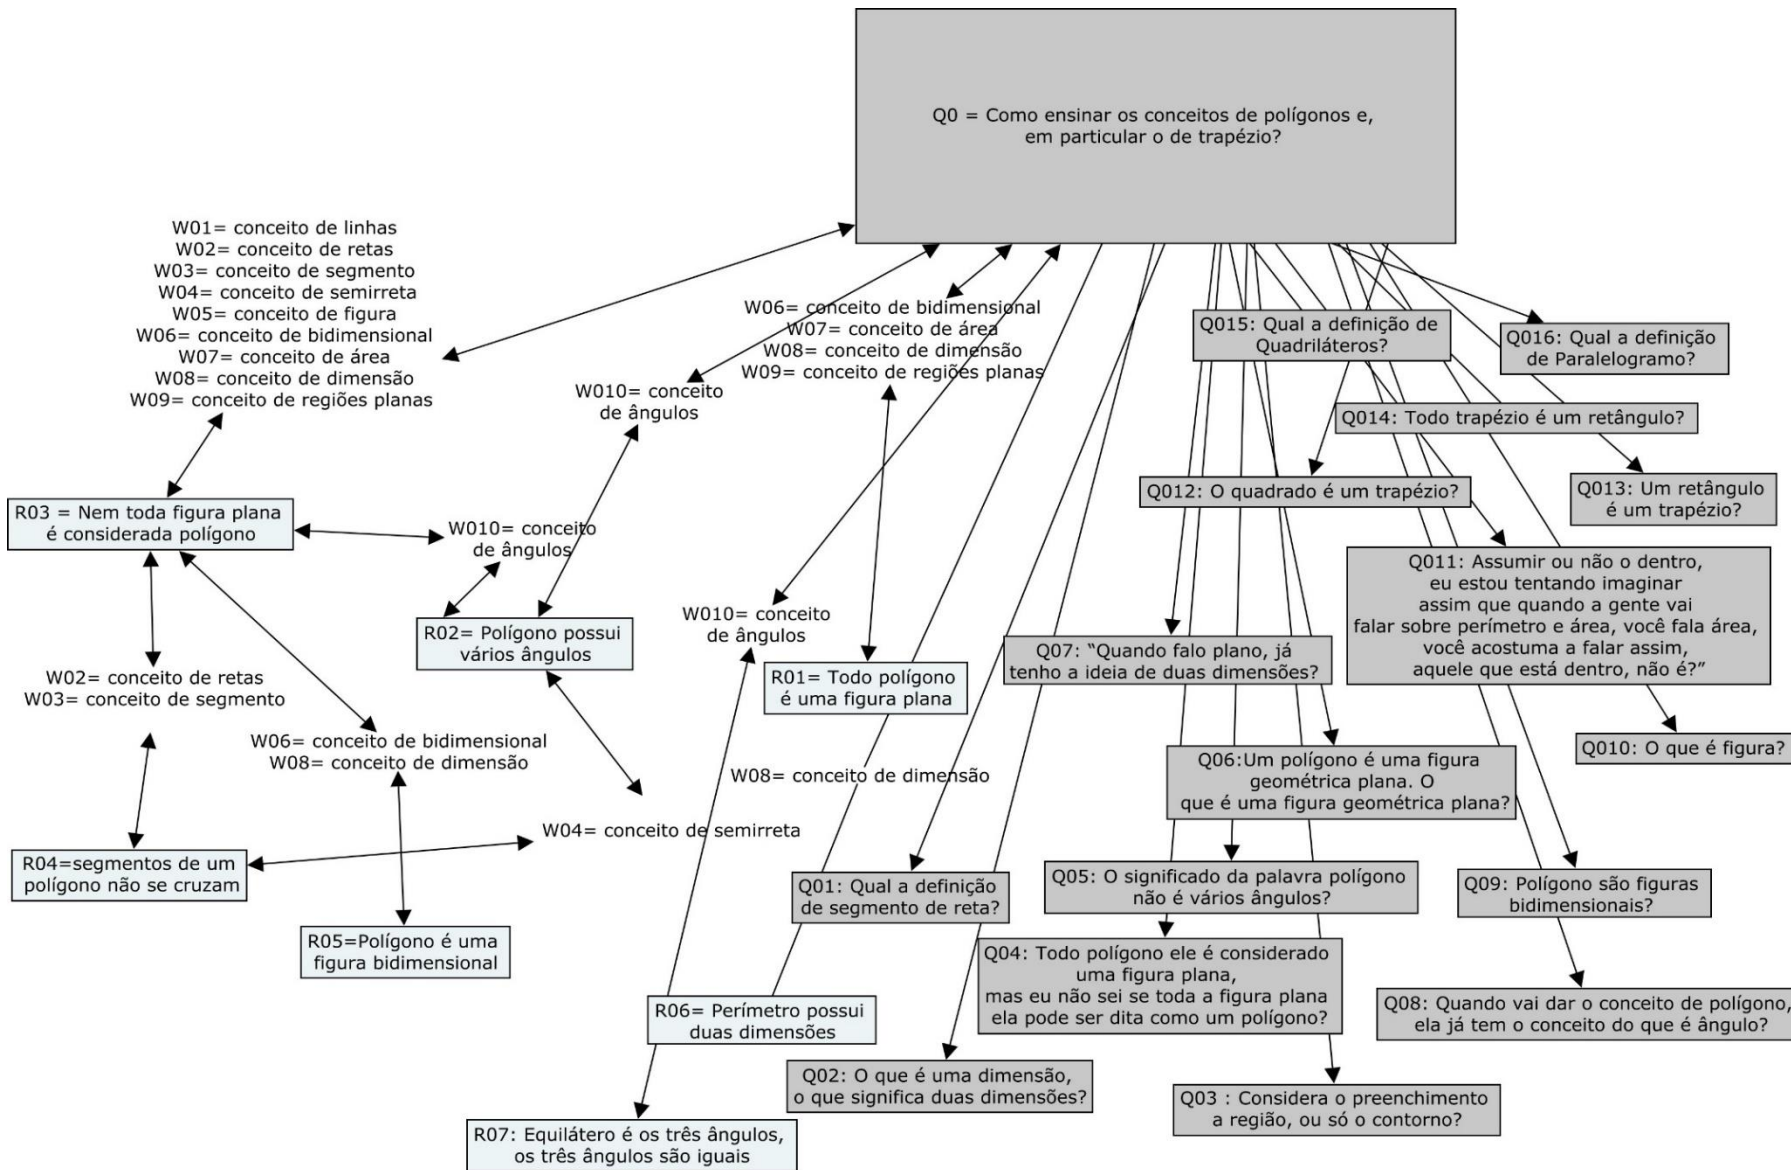 Q0 = Como ensinar os conceitos de polígonos e,
em particular o de trapézio?
W01= conceito de linhas
W02= conceito de retas
W03= conceito de segmento
W04= conceito de semirreta
W05= conceito de figura
W06= conceito de bidimensional
W07= conceito de área
W08= conceito de dimensão
W09= conceito de regiões planas
W010= conceito
de ângulos
W06= conceito de bidimensional
W07= conceito de área
W08= conceito de dimensão
W09= conceito de regiões planas
Q015: Qual a definição de
Quadriláteros?
Q016: Qual a definição
de Paralelogramo?
Q014: Todo trapézio é um retângulo?
Q012: O quadrado é um trapézio?
Q013: Um retângulo
é um trapézio?
R03 = Nem toda figura plana
é considerada polígono
W010= conceito
de ângulos
R02= Polígono possui
vários ângulos
W010= conceito
de ângulos
R01= Todo polígono
é uma figura plana
Q07: “Quando falo plano, já
tenho a ideia de duas dimensões?
Q011: Assumir ou não o dentro,
eu estou tentando imaginar
assim que quando a gente vai
falar sobre perímetro e área, você fala área,
você acostuma a falar assim,
aquele que está dentro, não é?”
W02= conceito de retas
W03= conceito de segmento
W06= conceito de bidimensional
W08= conceito de dimensão
W08= conceito de dimensão
Q06:Um polígono é uma figura
geométrica plana. O
que é uma figura geométrica plana?
Q010: O que é figura?
W04= conceito de semirreta
R04=segmentos de um
polígono não se cruzam
Q01: Qual a definição
de segmento de reta?
Q05: O significado da palavra polígono
não é vários ângulos?
Q09: Polígono são figuras
bidimensionais?
R05=Polígono é uma
figura bidimensional
Q04: Todo polígono ele é considerado
uma figura plana,
mas eu não sei se toda a figura plana
ela pode ser dita como um polígono?
R06= Perímetro possui
duas dimensões
Q08: Quando vai dar o conceito de polígono,
ela já tem o conceito do que é ângulo?
Q02: O que é uma dimensão,
o que significa duas dimensões?
Q03 : Considera o preenchimento
a região, ou só o contorno?
R07: Equilátero é os três ângulos,
os três ângulos são iguais